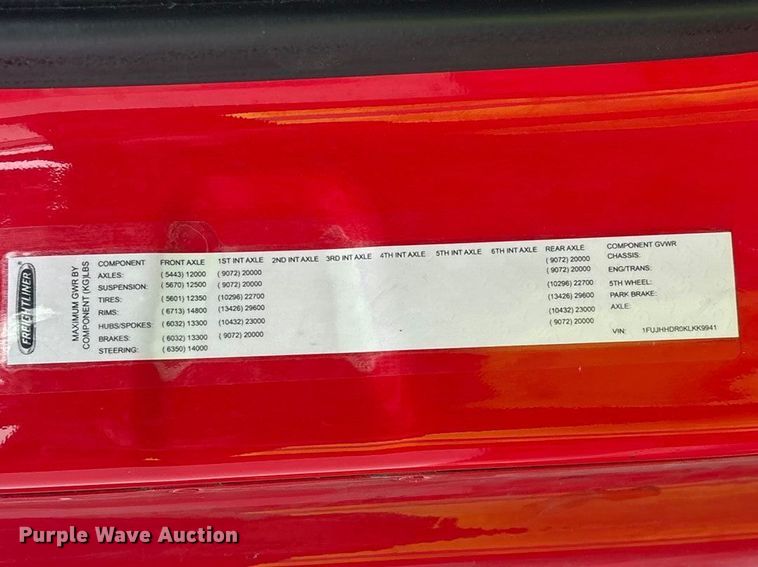 FREIGHTLINER
MAXIMUM GWR BY
COMPONENT (KG)LBS
COMPONENT FRONT AXLE 1ST INT AXLE 2ND INT AXLE 3RD INT AXLE 4TH INT AXLE 5TH INT AXLE 6TH INT AXLE REAR AXLE COMPONENT GVWR
AXLES: ( 5443) 12000 ( 9072) 20000 ( 9072) 20000 CHASSIS:
SUSPENSION: ( 5670) 12500 ( 9072) 20000 ( 9072) 20000 ENG/TRANS:
TIRES: ( 5601) 12350 (10296) 22700 (10296) 22700 5TH WHEEL:
RIMS: ( 6713) 14800 (13426) 29600 (13426) 29600 PARK BRAKE:
HUBS/SPOKES: ( 6032) 13300 (10432) 23000 (10432) 23000 AXLE:
BRAKES: ( 6032) 13300 ( 9072) 20000 ( 9072) 20000
STEERING: ( 6350) 14000
VIN: 1FUJHHDR0KLKK9941
Purple Wave Auction